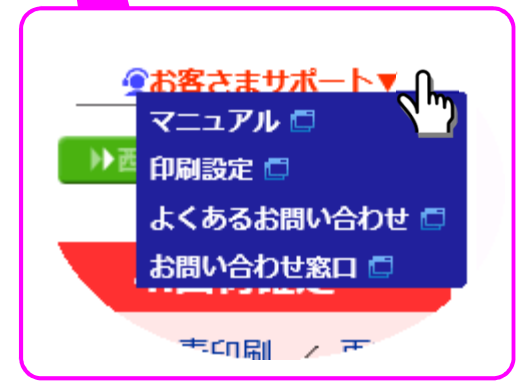 お客さまサポート▼
マニュアル
印刷設定
よくあるお問い合わせ
お問い合わせ窓口